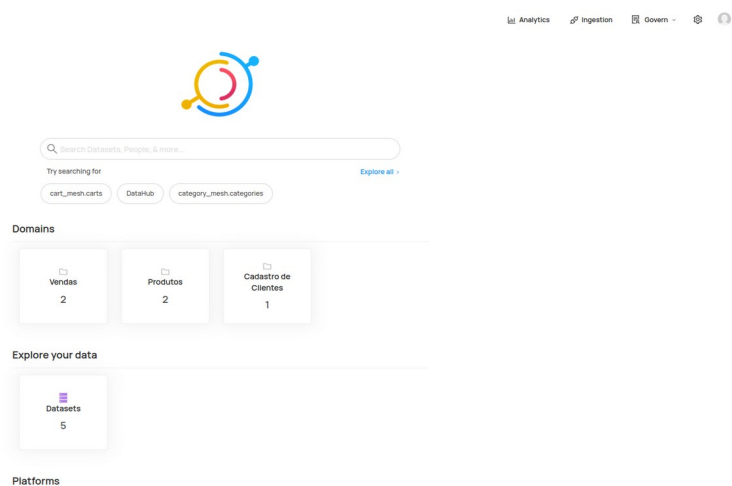 Analytics
Ingestion
Govern
Search Datasets, People, & more...
Try searching for
Explore all
cart_mesh.carts
DataHub
category_mesh.categories
Domains
Vendas
2
Produtos
2
Cadastro de
Clientes
1
Explore your data
Datasets
5
Platforms